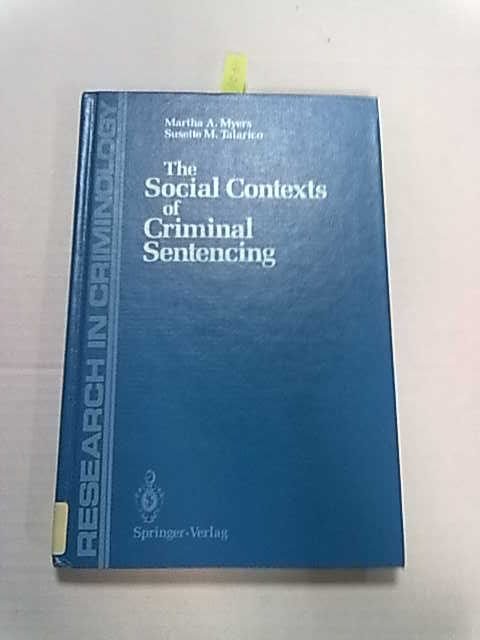 Martha A. Myers
Susette M. Talarico
The
Social Contexts
of
Criminal
Sentencing
RESEARCH IN CRIMINOLOGY
Springer-Verlag